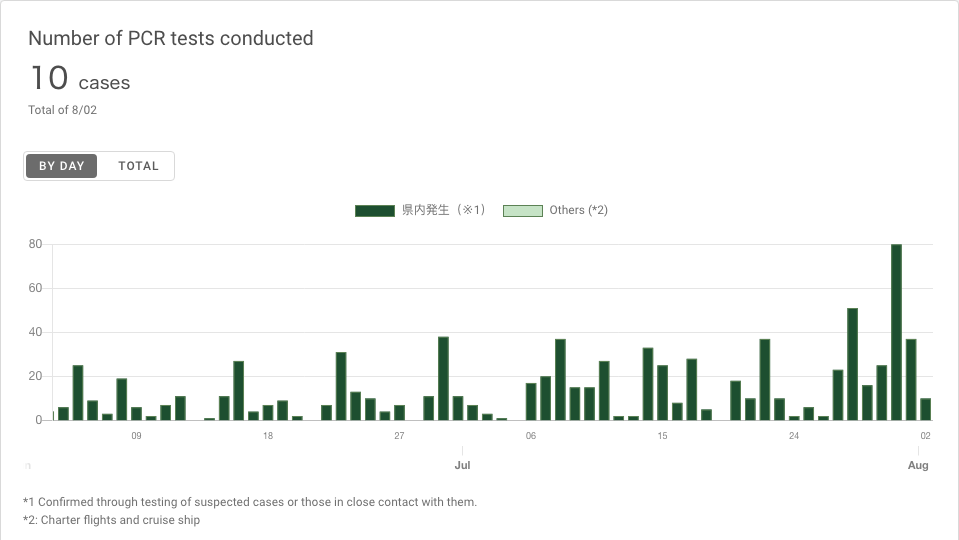 Number of PCR tests conducted
10 cases
Total of 8/02
BY DAY TOTAL
県内発生（※1） Others (*2)
80
60
40
20
0
09 18 27 06 15 24 02
n Jul Aug
*1 Confirmed through testing of suspected cases or those in close contact with them.
*2: Charter flights and cruise ship